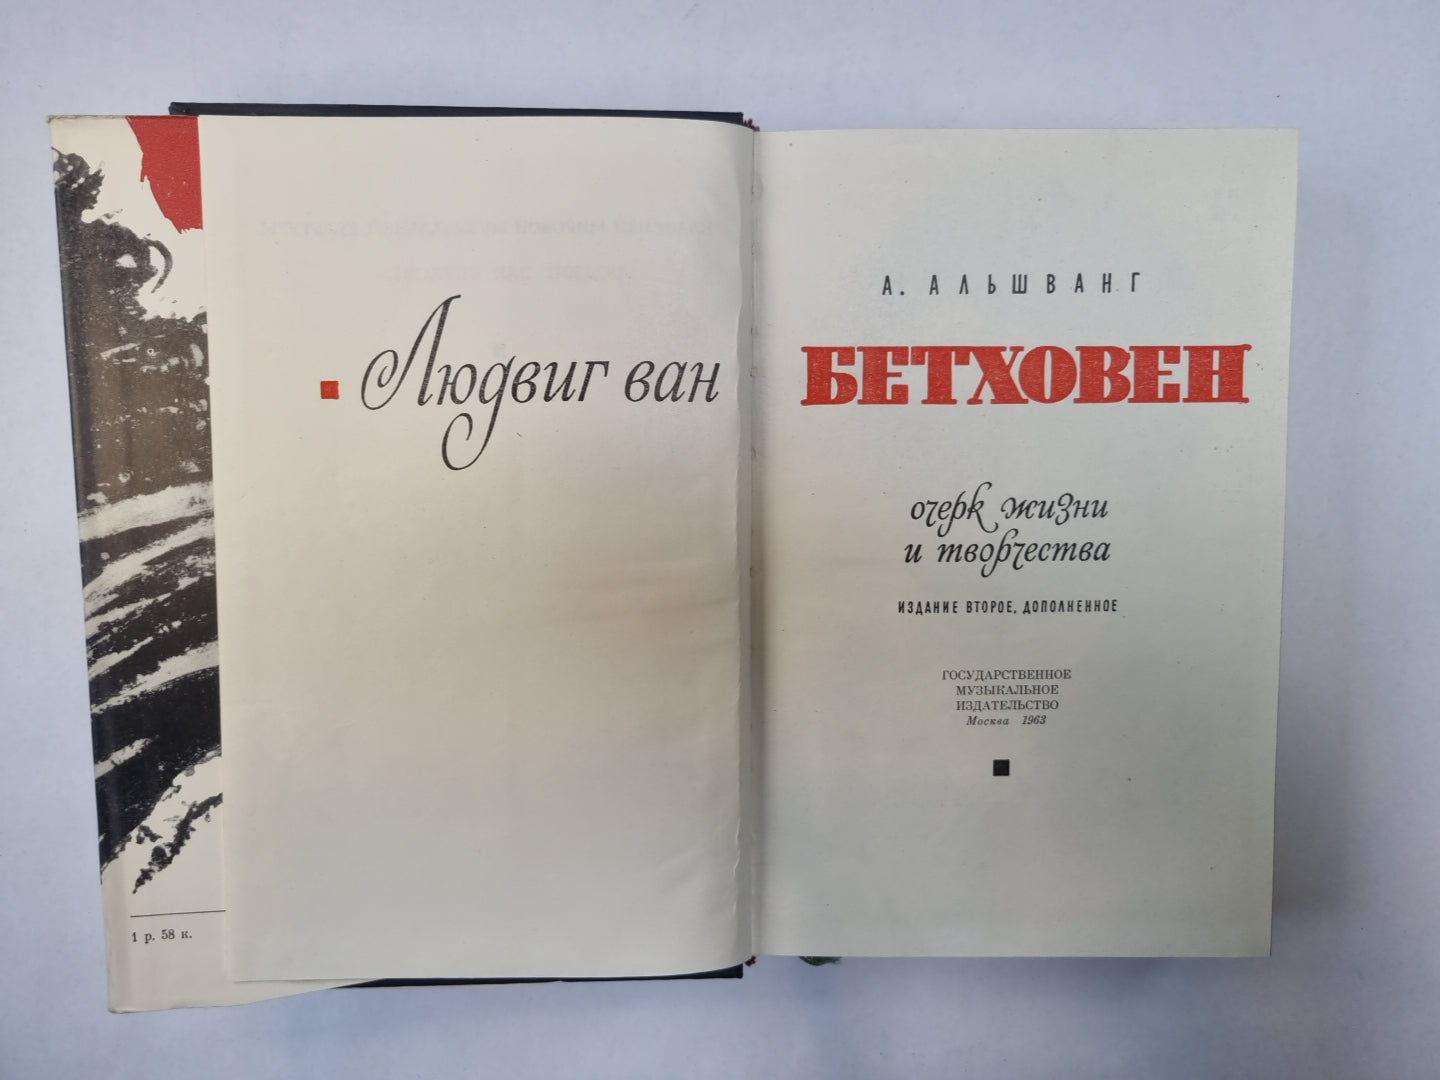 Людвиг ван
1 р. 58 к.
А. АЛЬШВАНГ
БЕТХОВЕН
очерк жизни
и творчества
ИЗДАНИЕ ВТОРОЕ, ДОПОЛНЕННОЕ
ГОСУДАРСТВЕННОЕ
МУЗЫКАЛЬНОЕ
ИЗДАТЕЛЬСТВО
Москва 1963